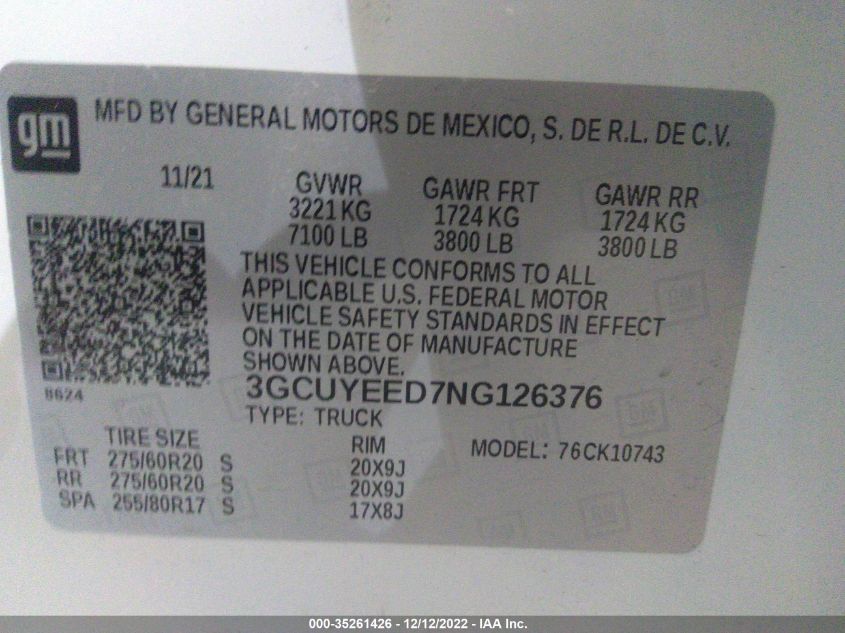 gm
MFD BY GENERAL MOTORS DE MEXICO, S. DE R.L. DE C.V.
11/21 GVWR GAWR FRT GAWR RR
3221 KG 1724 KG 1724 KG
7100 LB 3800 LB 3800 LB
THIS VEHICLE CONFORMS TO ALL
APPLICABLE U.S. FEDERAL MOTOR
VEHICLE SAFETY STANDARDS IN EFFECT
ON THE DATE OF MANUFACTURE
SHOWN ABOVE.
8624
3GCUYEED7NG126376
TYPE: TRUCK
TIRE SIZE RIM MODEL: 76CK10743
FRT 275/60R20 S 20X9J
RR 275/60R20 S 20X9J
SPA 255/80R17 S 17X8J
000-35261426 - 12/12/2022 - IAA Inc.